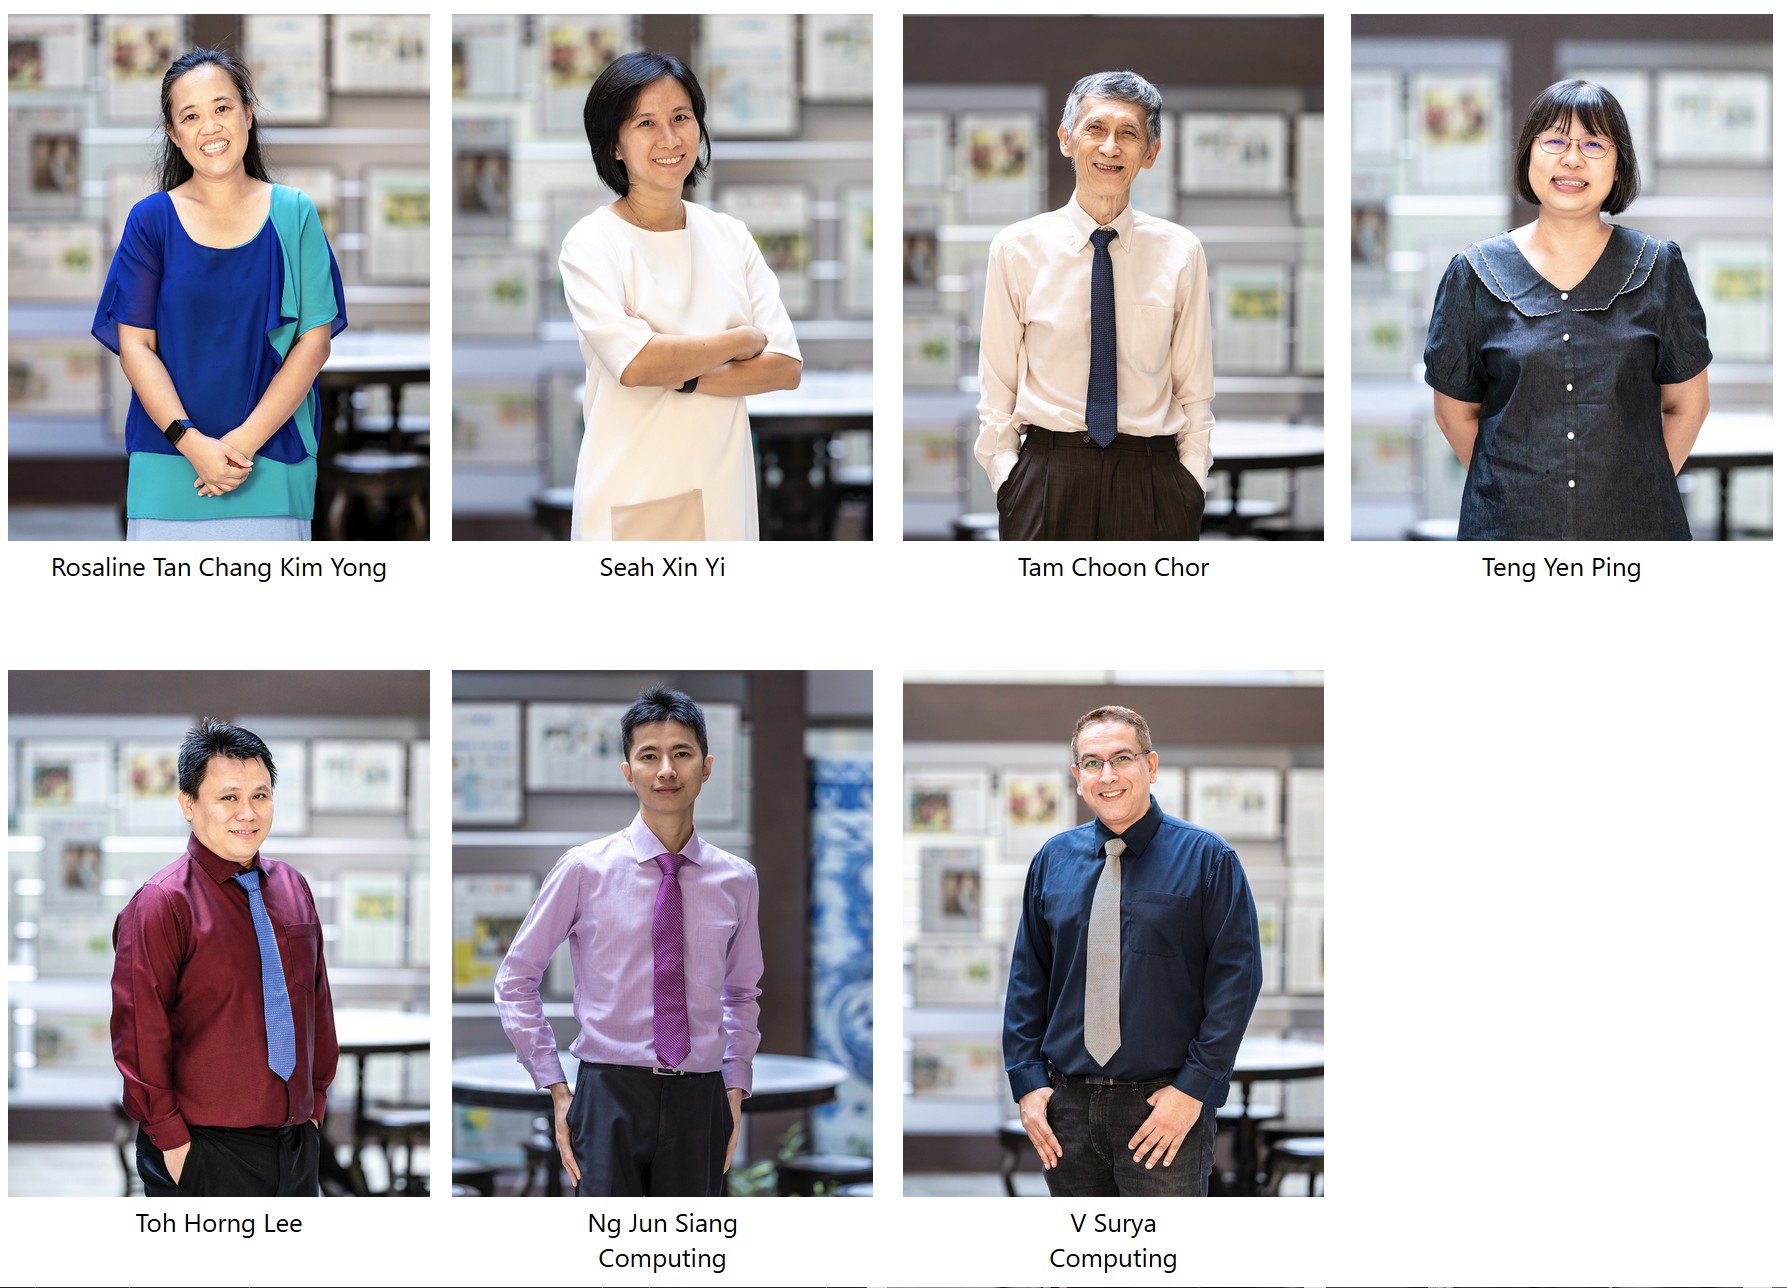 Rosaline Tan Chang Kim Yong
Seah Xin Yi
Tam Choon Chor
Teng Yen Ping
Toh Horng Lee
Ng Jun Siang
Computing
V Surya
Computing